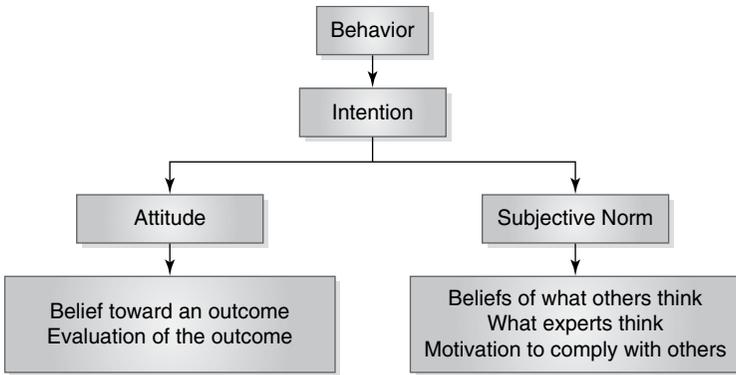 Behavior
Intention
Attitude
Subjective Norm
Belief toward an outcome
Evaluation of the outcome
Beliefs of what others think
What experts think
Motivation to comply with others